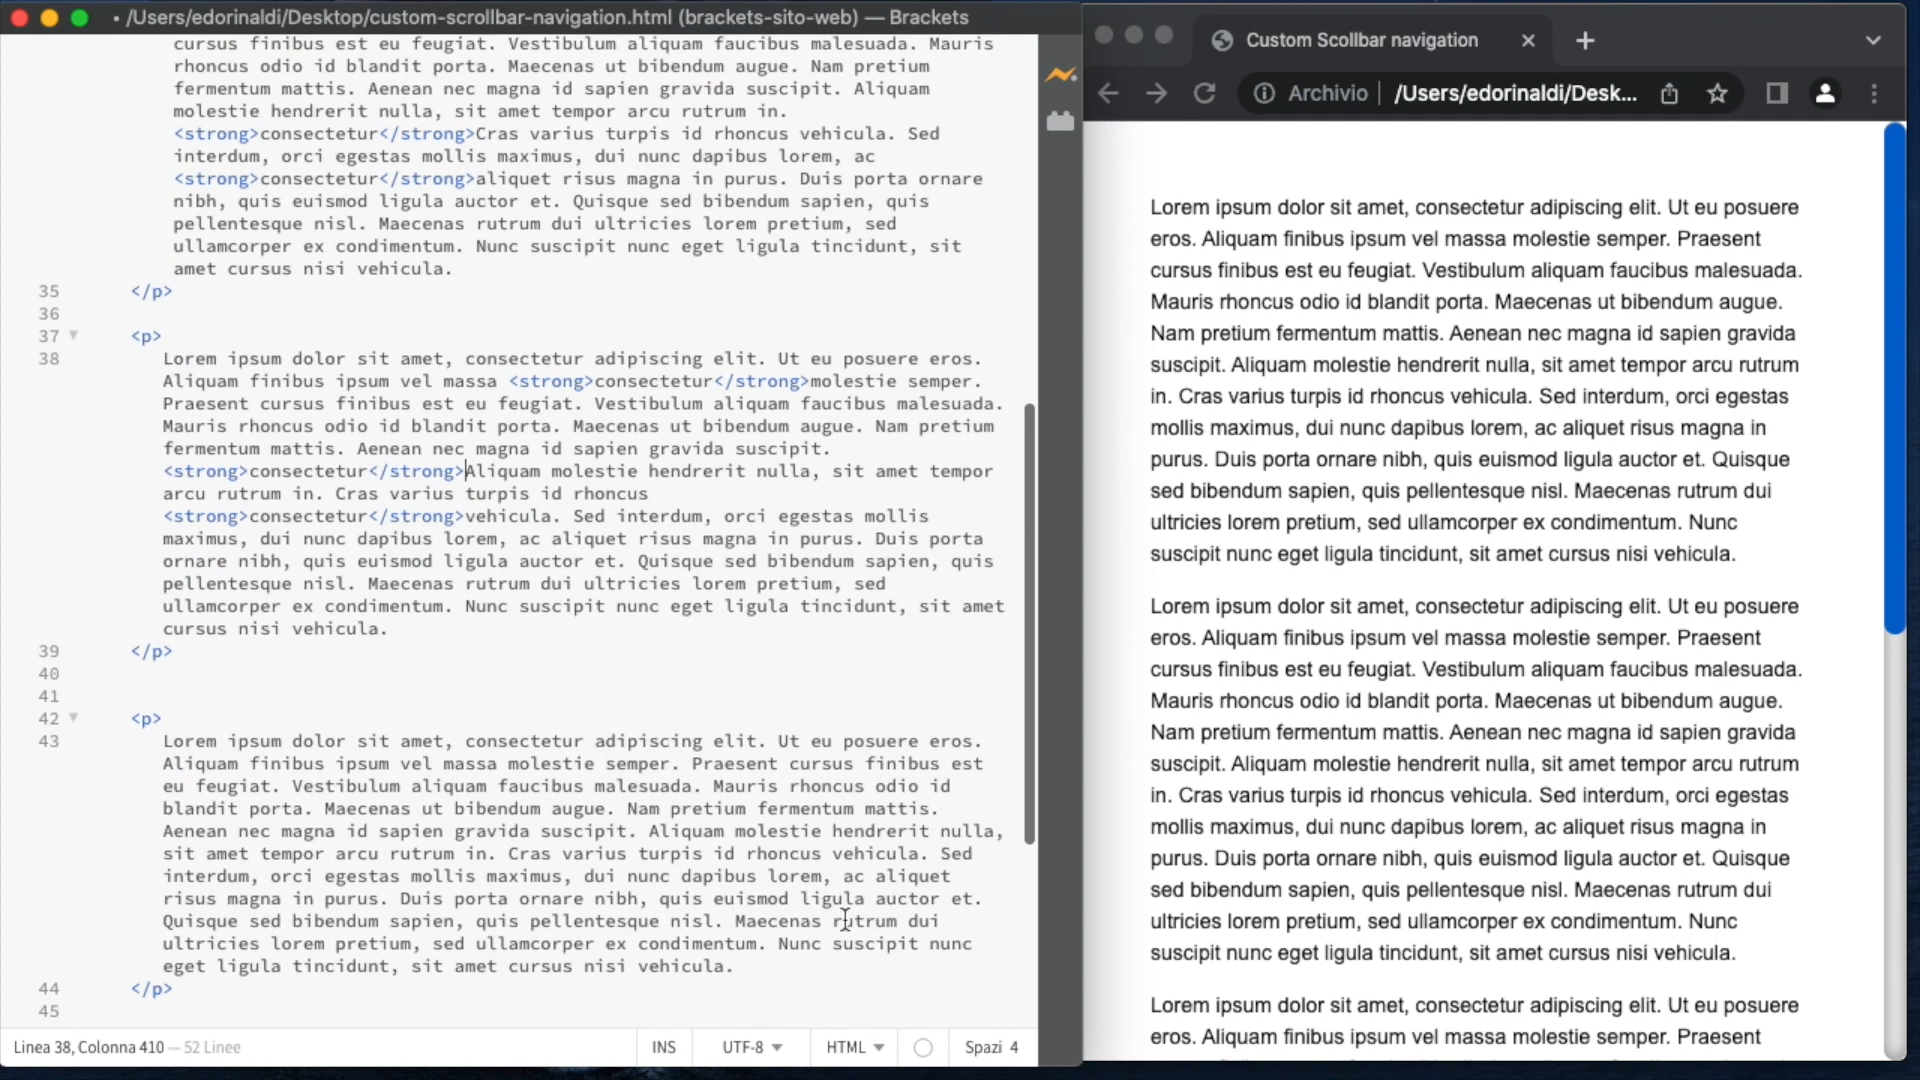 • /Users/edorinaldi/Desktop/custom-scrollbar-navigation.html (brackets-sito-web) — Brackets
cursus finibus est eu feugiat. Vestibulum aliquam faucibus malesuada. Mauris
rhoncus odio id blandit porta. Maecenas ut bibendum augue. Nam pretium
fermentum mattis. Aenean nec magna id sapien gravida suscipit. Aliquam
molestie hendrerit nulla, sit amet tempor arcu rutrum in.
<strong>consectetur</strong>Cras varius turpis id rhoncus vehicula. Sed
interdum, orci egestas mollis maximus, dui nunc dapibus lorem, ac
<strong>consectetur</strong>aliquet risus magna in purus. Duis porta ornare
nibh, quis euismod ligula auctor et. Quisque sed bibendum sapien, quis
pellentesque nisl. Maecenas rutrum dui ultricies lorem pretium, sed
ullamcorper ex condimentum. Nunc suscipit nunc eget ligula tincidunt, sit
amet cursus nisi vehicula.
35 </p>
36
37 <p>
38 Lorem ipsum dolor sit amet, consectetur adipiscing elit. Ut eu posuere eros.
Aliquam finibus ipsum vel massa <strong>consectetur</strong>molestie semper.
Praesent cursus finibus est eu feugiat. Vestibulum aliquam faucibus malesuada.
Mauris rhoncus odio id blandit porta. Maecenas ut bibendum augue. Nam pretium
fermentum mattis. Aenean nec magna id sapien gravida suscipit.
<strong>consectetur</strong>Aliquam molestie hendrerit nulla, sit amet tempor
arcu rutrum in. Cras varius turpis id rhoncus
<strong>consectetur</strong>vehicula. Sed interdum, orci egestas mollis
maximus, dui nunc dapibus lorem, ac aliquet risus magna in purus. Duis porta
ornare nibh, quis euismod ligula auctor et. Quisque sed bibendum sapien, quis
pellentesque nisl. Maecenas rutrum dui ultricies lorem pretium, sed
ullamcorper ex condimentum. Nunc suscipit nunc eget ligula tincidunt, sit amet
cursus nisi vehicula.
39 </p>
40
41
42 <p>
43 Lorem ipsum dolor sit amet, consectetur adipiscing elit. Ut eu posuere eros.
Aliquam finibus ipsum vel massa molestie semper. Praesent cursus finibus est
eu feugiat. Vestibulum aliquam faucibus malesuada. Mauris rhoncus odio id
blandit porta. Maecenas ut bibendum augue. Nam pretium fermentum mattis.
Aenean nec magna id sapien gravida suscipit. Aliquam molestie hendrerit nulla,
sit amet tempor arcu rutrum in. Cras varius turpis id rhoncus vehicula. Sed
interdum, orci egestas mollis maximus, dui nunc dapibus lorem, ac aliquet
risus magna in purus. Duis porta ornare nibh, quis euismod ligula auctor et.
Quisque sed bibendum sapien, quis pellentesque nisl. Maecenas rutrum dui
ultricies lorem pretium, sed ullamcorper ex condimentum. Nunc suscipit nunc
eget ligula tincidunt, sit amet cursus nisi vehicula.
44 </p>
45
Linea 38, Colonna 410 — 52 Linee INS UTF-8 HTML Spazi 4
Custom Scollbar navigation
Archivio /Users/edorinaldi/Desk...
Lorem ipsum dolor sit amet, consectetur adipiscing elit. Ut eu posuere
eros. Aliquam finibus ipsum vel massa molestie semper. Praesent
cursus finibus est eu feugiat. Vestibulum aliquam faucibus malesuada.
Mauris rhoncus odio id blandit porta. Maecenas ut bibendum augue.
Nam pretium fermentum mattis. Aenean nec magna id sapien gravida
suscipit. Aliquam molestie hendrerit nulla, sit amet tempor arcu rutrum
in. Cras varius turpis id rhoncus vehicula. Sed interdum, orci egestas
mollis maximus, dui nunc dapibus lorem, ac aliquet risus magna in
purus. Duis porta ornare nibh, quis euismod ligula auctor et. Quisque
sed bibendum sapien, quis pellentesque nisl. Maecenas rutrum dui
ultricies lorem pretium, sed ullamcorper ex condimentum. Nunc
suscipit nunc eget ligula tincidunt, sit amet cursus nisi vehicula.
Lorem ipsum dolor sit amet, consectetur adipiscing elit. Ut eu posuere
eros. Aliquam finibus ipsum vel massa molestie semper. Praesent
cursus finibus est eu feugiat. Vestibulum aliquam faucibus malesuada.
Mauris rhoncus odio id blandit porta. Maecenas ut bibendum augue.
Nam pretium fermentum mattis. Aenean nec magna id sapien gravida
suscipit. Aliquam molestie hendrerit nulla, sit amet tempor arcu rutrum
in. Cras varius turpis id rhoncus vehicula. Sed interdum, orci egestas
mollis maximus, dui nunc dapibus lorem, ac aliquet risus magna in
purus. Duis porta ornare nibh, quis euismod ligula auctor et. Quisque
sed bibendum sapien, quis pellentesque nisl. Maecenas rutrum dui
ultricies lorem pretium, sed ullamcorper ex condimentum. Nunc
suscipit nunc eget ligula tincidunt, sit amet cursus nisi vehicula.
Lorem ipsum dolor sit amet, consectetur adipiscing elit. Ut eu posuere
eros. Aliquam finibus ipsum vel massa molestie semper. Praesent